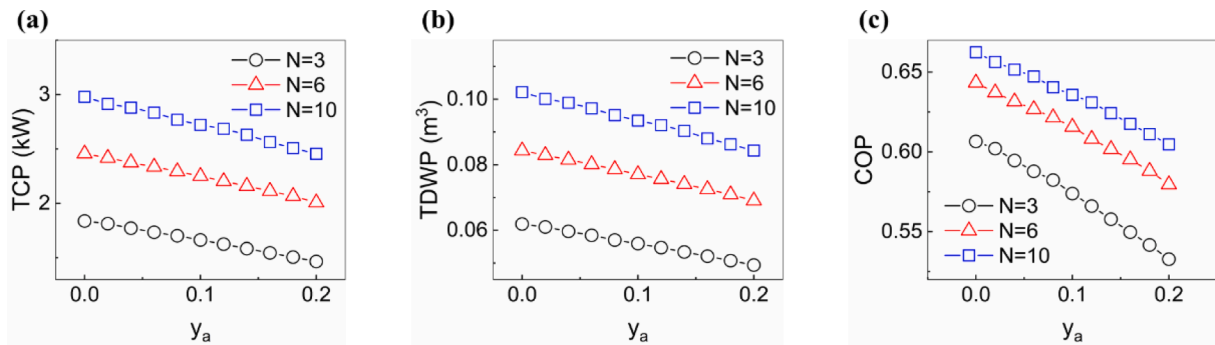 (a)
TCP (kW)
3
2
N=3
N=6
N=10
0.0 0.1 0.2
yₐ
(b)
TDWP (m³)
0.10
0.08
0.06
N=3
N=6
N=10
0.0 0.1 0.2
yₐ
(c)
COP
0.65
0.60
0.55
N=3
N=6
N=10
0.0 0.1 0.2
yₐ